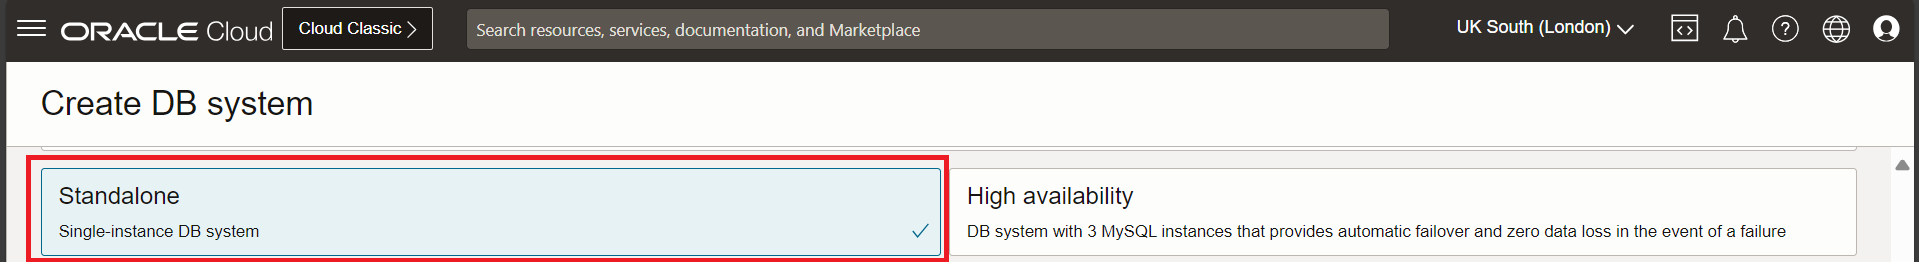 ORACLE Cloud
Cloud Classic
Search resources, services, documentation, and Marketplace
UK South (London)
Create DB system
Standalone
Single-instance DB system
High availability
DB system with 3 MySQL instances that provides automatic failover and zero data loss in the event of a failure